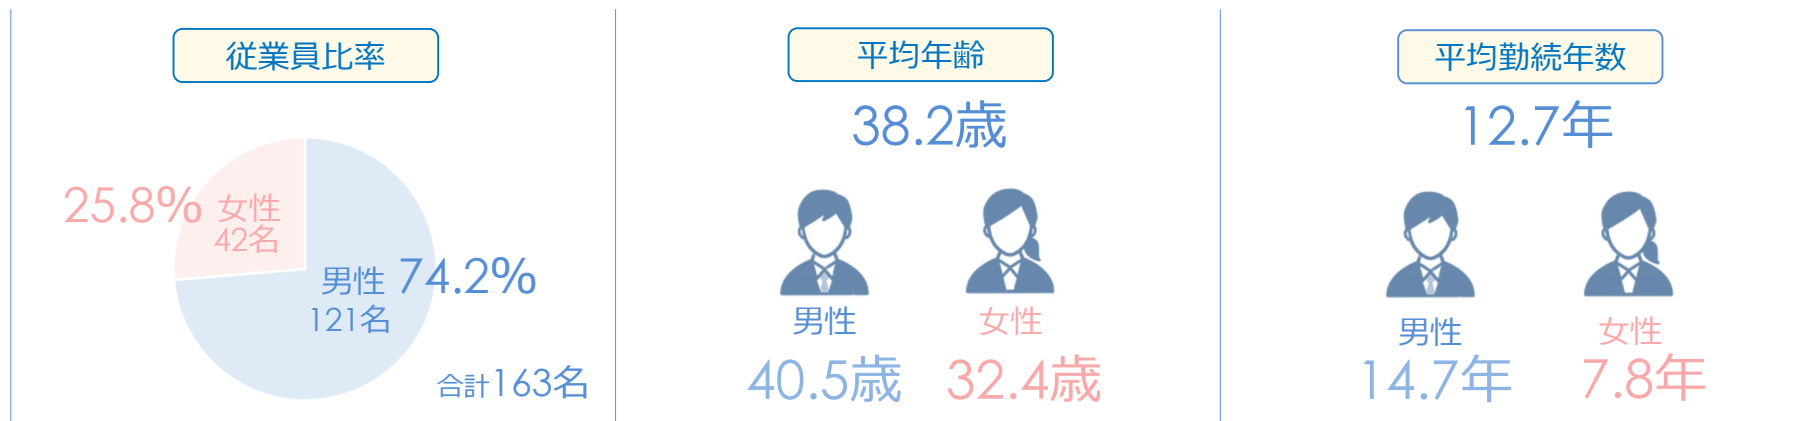 従業員比率
25.8%
女性
42名
男性 74.2%
121名
合計163名
平均年齢
38.2歳
男性
女性
40.5歳
32.4歳
平均勤続年数
12.7年
男性
女性
14.7年
7.8年